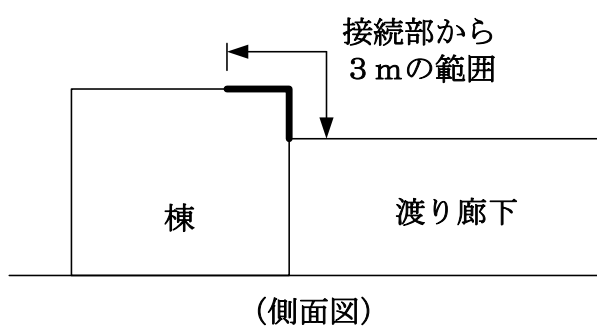 接続部から
３ｍの範囲
棟
渡り廊下
（側面図）